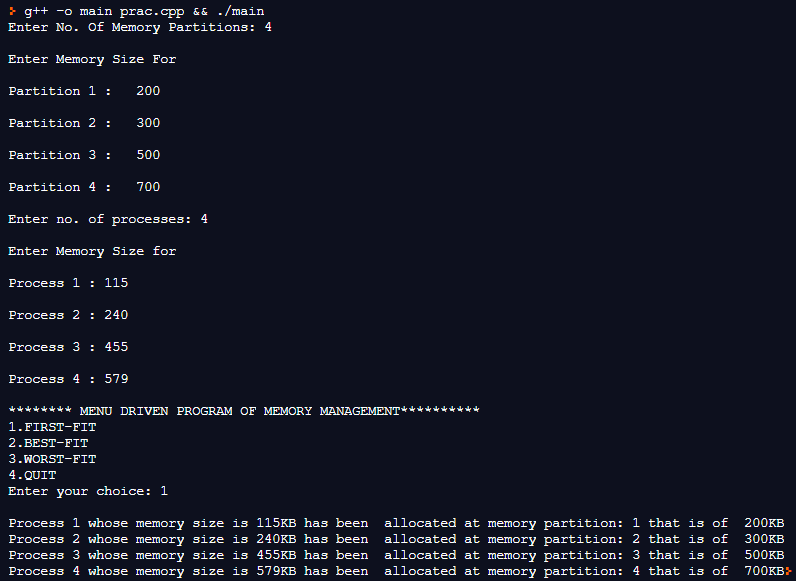 > g++ -o main prac.cpp && ./main
Enter No. Of Memory Partitions: 4
Enter Memory Size For
Partition 1 :   200
Partition 2 :   300
Partition 3 :   500
Partition 4 :   700
Enter no. of processes: 4
Enter Memory Size for
Process 1 : 115
Process 2 : 240
Process 3 : 455
Process 4 : 579
******** MENU DRIVEN PROGRAM OF MEMORY MANAGEMENT**********
1.FIRST-FIT
2.BEST-FIT
3.WORST-FIT
4.QUIT
Enter your choice: 1
Process 1 whose memory size is 115KB has been  allocated at memory partition: 1 that is of  200KB
Process 2 whose memory size is 240KB has been  allocated at memory partition: 2 that is of  300KB
Process 3 whose memory size is 455KB has been  allocated at memory partition: 3 that is of  500KB
Process 4 whose memory size is 579KB has been  allocated at memory partition: 4 that is of  700KB>